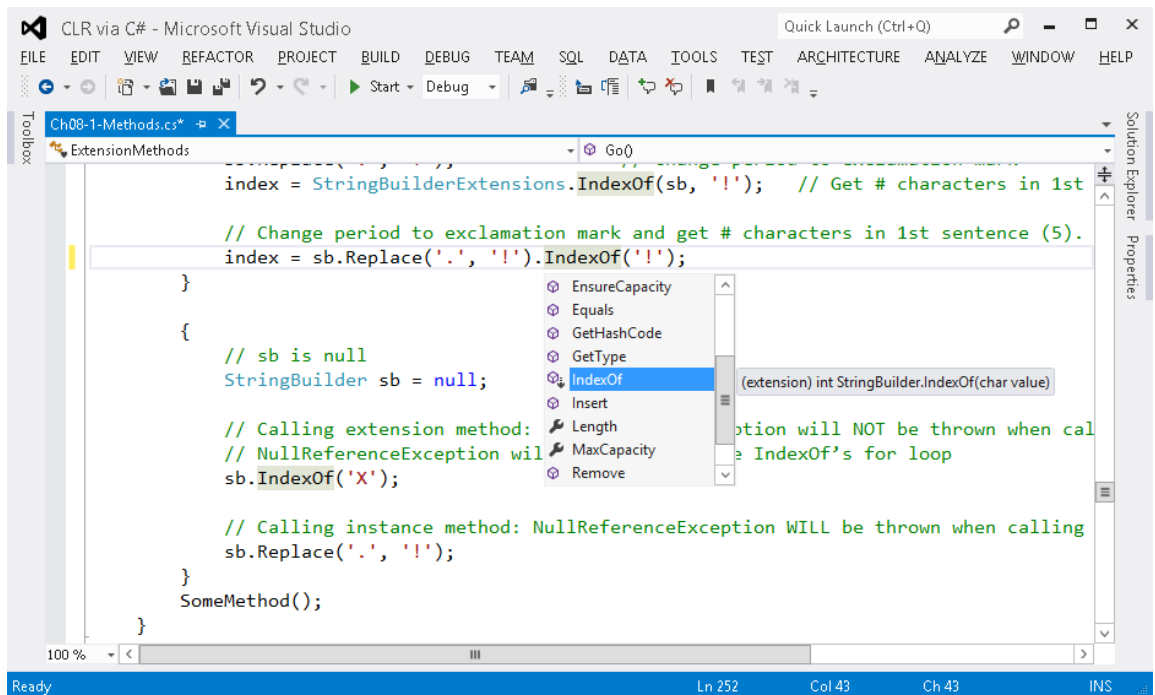 CLR via C# - Microsoft Visual Studio
Quick Launch (Ctrl+Q)
FILE EDIT VIEW REFACTOR PROJECT BUILD DEBUG TEAM SQL DATA TOOLS TEST ARCHITECTURE ANALYZE WINDOW HELP
Start Debug
Toolbox
Ch08-1-Methods.cs*
ExtensionMethods
Go()
index = StringBuilderExtensions.IndexOf(sb, '!'); // Get # characters in 1st
// Change period to exclamation mark and get # characters in 1st sentence (5).
index = sb.Replace('.', '!').IndexOf('!');
}
{
// sb is null
StringBuilder sb = null;
// Calling extension method: ption will NOT be thrown when cal
// NullReferenceException wil e IndexOf’s for loop
sb.IndexOf('X');
// Calling instance method: NullReferenceException WILL be thrown when calling
sb.Replace('.', '!');
}
SomeMethod();
}
EnsureCapacity
Equals
GetHashCode
GetType
IndexOf
Insert
Length
MaxCapacity
Remove
(extension) int StringBuilder.IndexOf(char value)
Solution Explorer
Properties
100 %
Ready
Ln 252 Col 43 Ch 43 INS